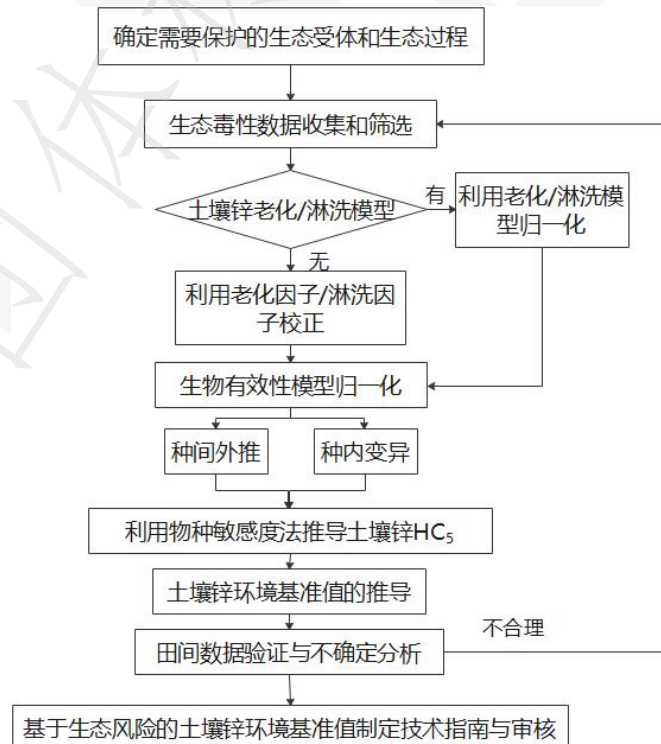 确定需要保护的生态受体和生态过程
生态毒性数据收集和筛选
土壤锌老化/淋洗模型
有
利用老化/淋洗模
型归一化
无
利用老化因子/淋洗因
子校正
生物有效性模型归一化
种间外推
种内变异
利用物种敏感度法推导土壤锌HC₅
土壤锌环境基准值的推导
不合理
田间数据验证与不确定分析
基于生态风险的土壤锌环境基准值制定技术指南与审核